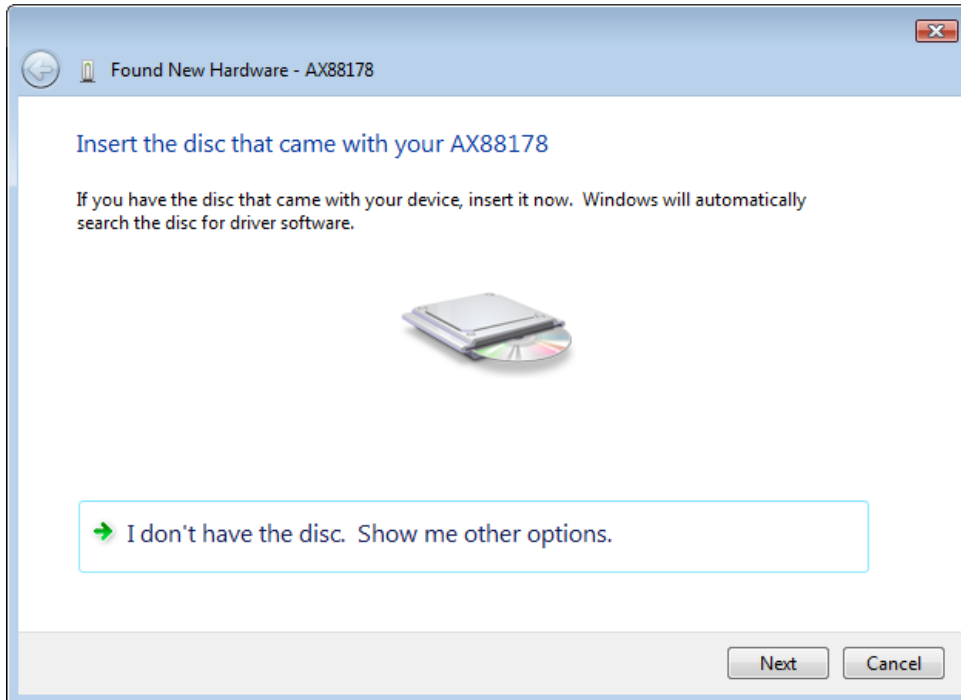 Found New Hardware - AX88178
Insert the disc that came with your AX88178
If you have the disc that came with your device, insert it now.  Windows will automatically
search the disc for driver software.
I don't have the disc.  Show me other options.
Next
Cancel